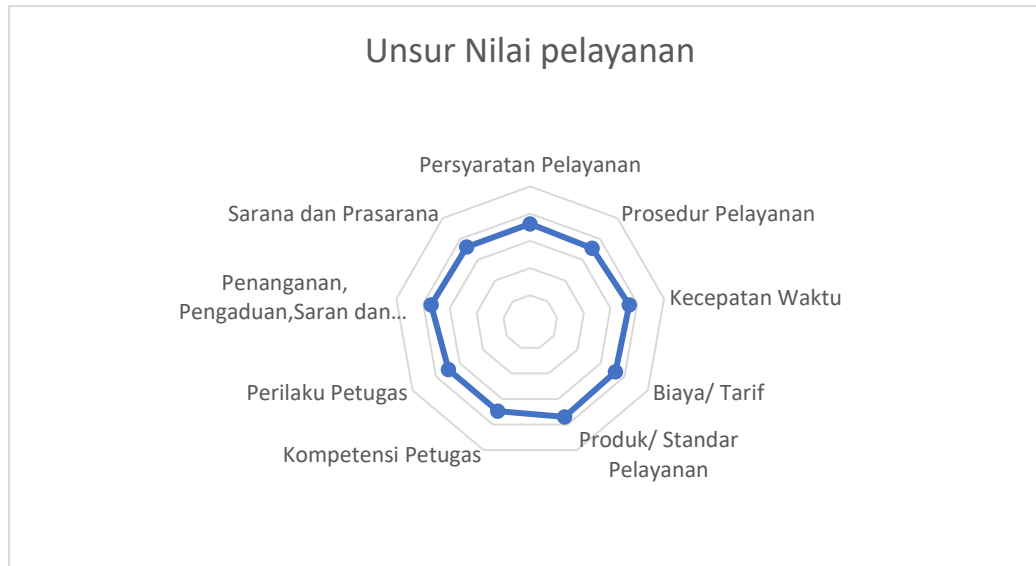 Unsur Nilai pelayanan
Persyaratan Pelayanan
Prosedur Pelayanan
Kecepatan Waktu
Biaya/ Tarif
Produk/ Standar
Pelayanan
Kompetensi Petugas
Perilaku Petugas
Penanganan,
Pengaduan,Saran dan...
Sarana dan Prasarana